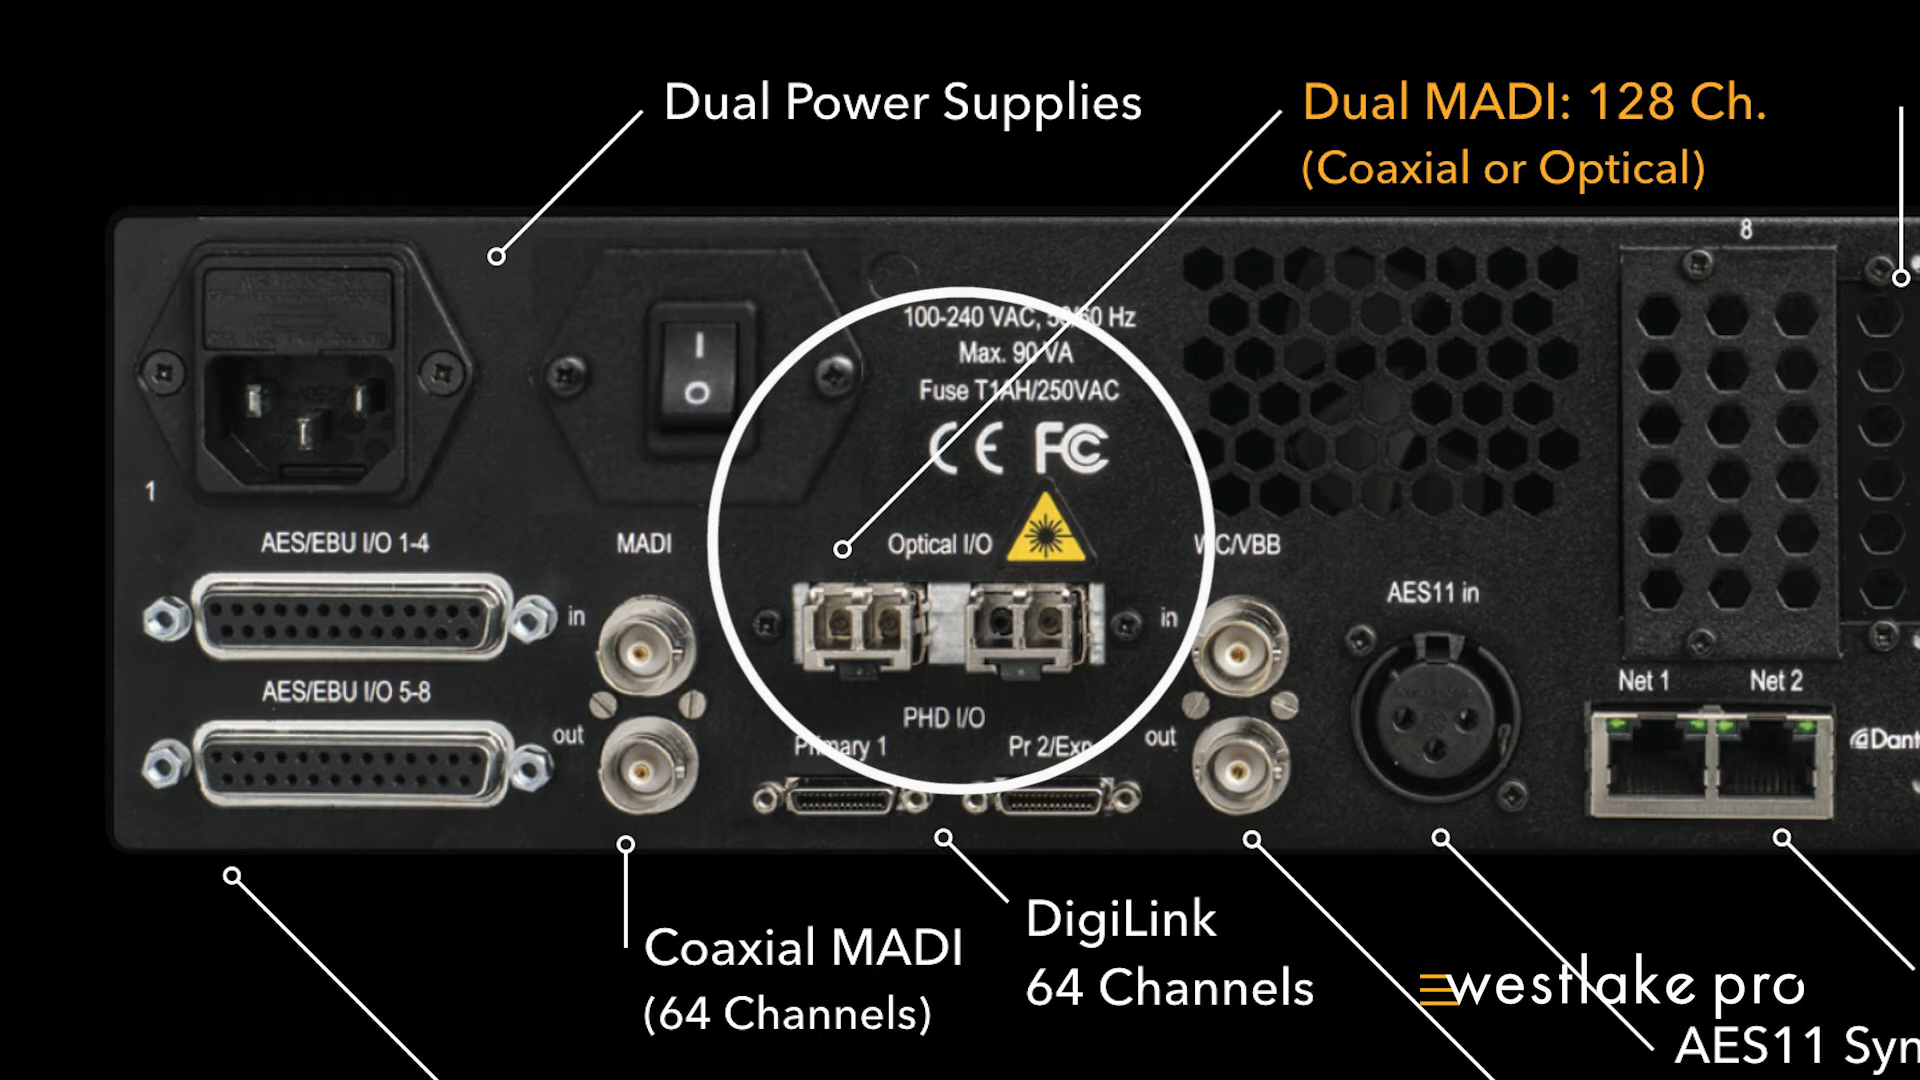 Dual Power Supplies
Dual MADI: 128 Ch.
(Coaxial or Optical)
8
100-240 VAC, 50/60 Hz
Max. 90 VA
Fuse T1AH/250VAC
CE FC
I
O
1
AES/EBU I/O 1-4
MADI
Optical I/O
WC/VBB
AES11 in
in
in
AES/EBU I/O 5-8
Net 1
Net 2
PHD I/O
out
Primary 1
Pr 2/Exp
out
Dant
DigiLink
64 Channels
Coaxial MADI
(64 Channels)
westlake pro
AES11 Syn